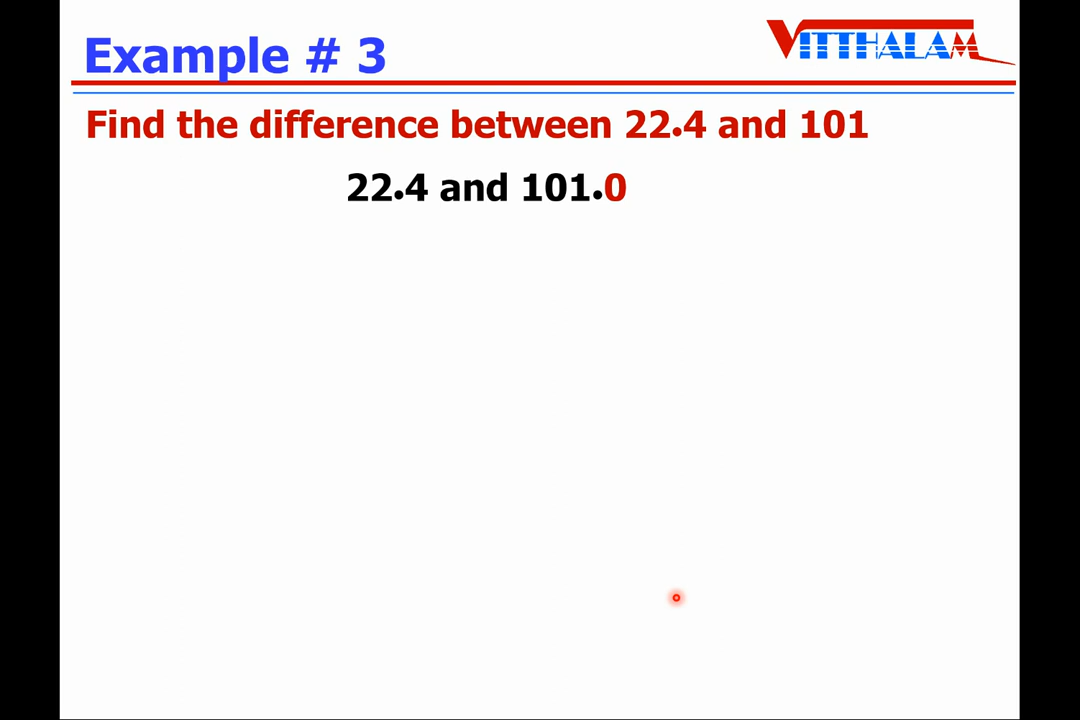 Example # 3
VITTHALAM
Find the difference between 22.4 and 101
22.4 and 101.0